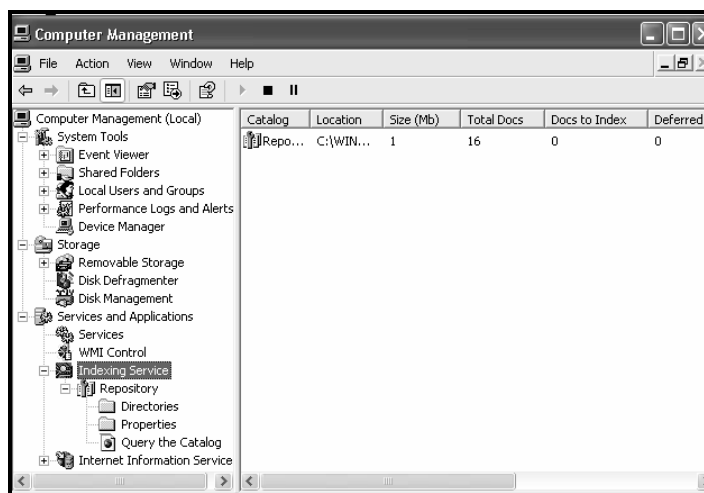 Computer Management
File Action View Window Help
Computer Management (Local)
System Tools
Event Viewer
Shared Folders
Local Users and Groups
Performance Logs and Alerts
Device Manager
Storage
Removable Storage
Disk Defragmenter
Disk Management
Services and Applications
Services
WMI Control
Indexing Service
Repository
Directories
Properties
Query the Catalog
Internet Information Service
Catalog Location Size (Mb) Total Docs Docs to Index Deferred
Repo... C:\WIN... 1 16 0 0